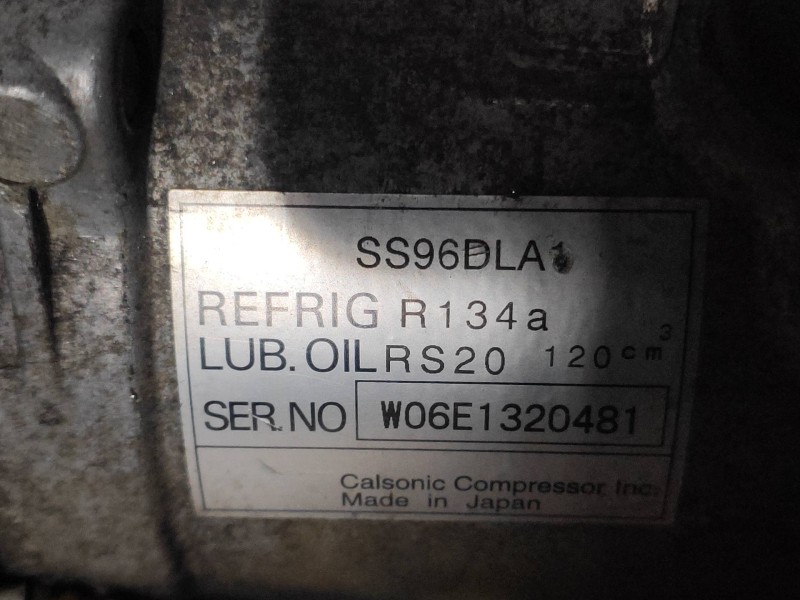 SS96DLA1
REFRIG R134a
LUB. OIL RS20 120cm³
SER. NO W06E1320481
Calsonic Compressor Inc.
Made in Japan